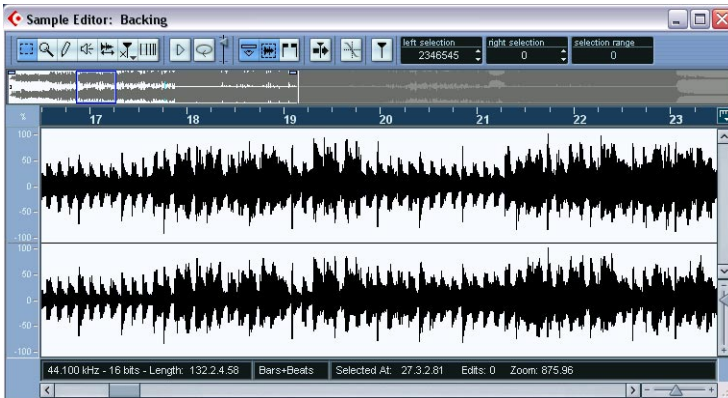 Sample Editor: Backing
left selection right selection selection range
2346545 0 0
% 17 18 19 20 21 22 23
100
50
0
-50
-100
100
50
0
-50
-100
44.100 kHz - 16 bits - Length: 132.2.4.58 Bars+Beats Selected At: 27.3.2.81 Edits: 0 Zoom: 875.96